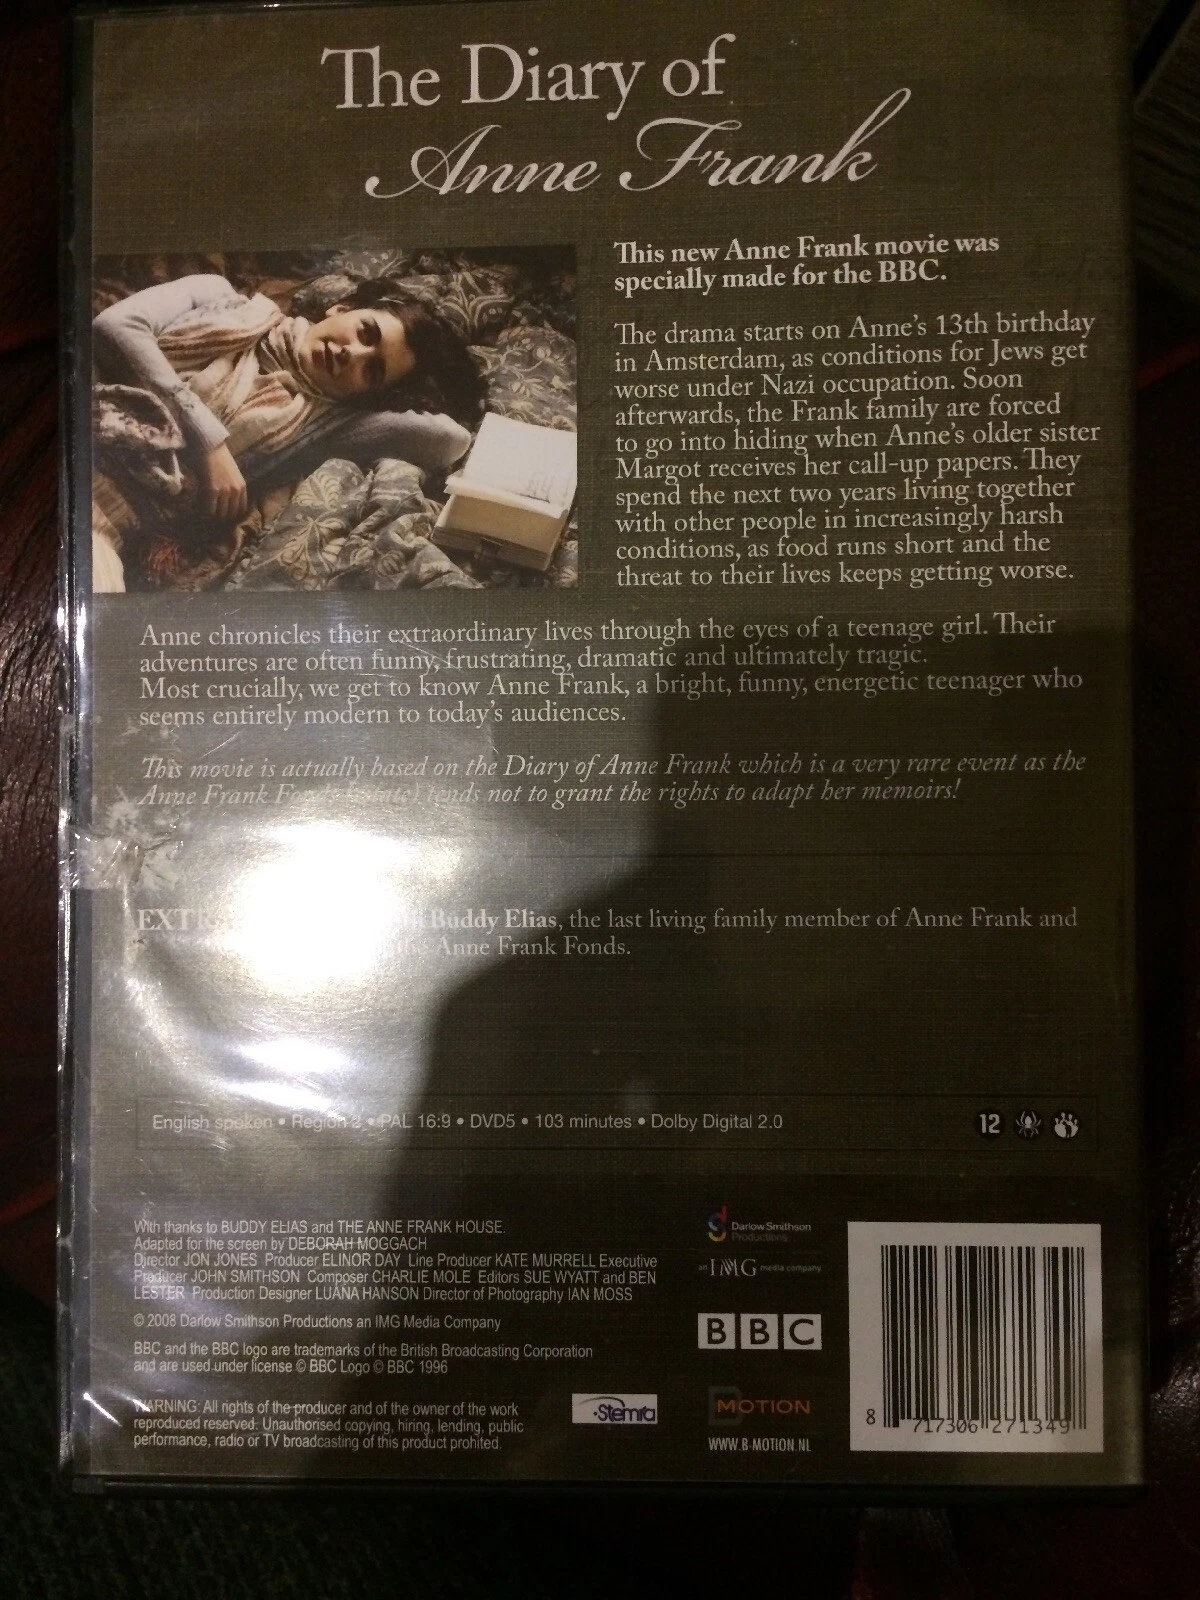 The Diary of
Anne Frank
This new Anne Frank movie was
specially made for the BBC.
The drama starts on Anne's 13th birthday
in Amsterdam, as conditions for Jews get
worse under Nazi occupation. Soon
afterwards, the Frank family are forced
to go into hiding when Anne's older sister
Margot receives her call-up papers. They
spend the next two years living together
with other people in increasingly harsh
conditions, as food runs short and the
threat to their lives keeps getting worse.
Anne chronicles their extraordinary lives through the eyes of a teenage girl. Their
adventures are often funny, frustrating, dramatic and ultimately tragic.
Most crucially, we get to know Anne Frank, a bright, funny, energetic teenager who
seems entirely modern to today's audiences.
This movie is actually based on the Diary of Anne Frank which is a very rare event as the
Anne Frank Fonds (estate) tends not to grant the rights to adapt her memoirs!
Buddy Elias, the last living family member of Anne Frank and
the Anne Frank Fonds.
English spoken • Region 2 • PAL 16:9 • DVD5 • 103 minutes • Dolby Digital 2.0
12
With thanks to BUDDY ELIAS and THE ANNE FRANK HOUSE.
Adapted for the screen by DEBORAH MOGGACH
Director JON JONES Producer ELINOR DAY Line Producer KATE MURRELL Executive
Producer JOHN SMITHSON Composer CHARLIE MOLE Editors SUE WYATT and BEN
LESTER Production Designer LUANA HANSON Director of Photography IAN MOSS
© 2008 Darlow Smithson Productions an IMG Media Company
BBC and the BBC logo are trademarks of the British Broadcasting Corporation
and are used under license © BBC Logo © BBC 1996
WARNING: All rights of the producer and of the owner of the work
reproduced reserved. Unauthorised copying, hiring, lending, public
performance, radio or TV broadcasting of this product prohited.
Stemra
Darlow Smithson
Productions
an IMG media company
BBC
B MOTION
WWW.B-MOTION.NL
8 717306 271349